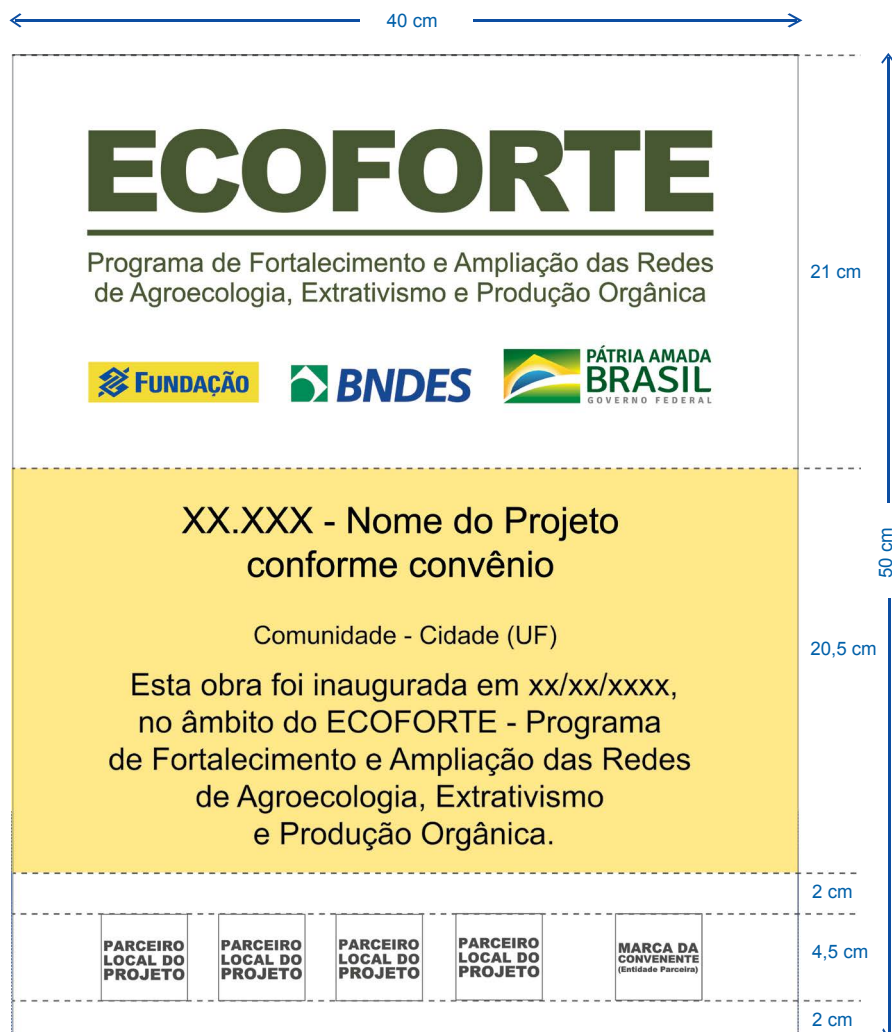 40 cm
ECOFORTE
Programa de Fortalecimento e Ampliação das Redes
de Agroecologia, Extrativismo e Produção Orgânica
21 cm
FUNDAÇÃO
BNDES
PÁTRIA AMADA
BRASIL
GOVERNO FEDERAL
XX.XXX - Nome do Projeto
conforme convênio
50 cm
Comunidade - Cidade (UF)
20,5 cm
Esta obra foi inaugurada em xx/xx/xxxx,
no âmbito do ECOFORTE - Programa
de Fortalecimento e Ampliação das Redes
de Agroecologia, Extrativismo
e Produção Orgânica.
2 cm
PARCEIRO
LOCAL DO
PROJETO
PARCEIRO
LOCAL DO
PROJETO
PARCEIRO
LOCAL DO
PROJETO
PARCEIRO
LOCAL DO
PROJETO
MARCA DA
CONVENENTE
(Entidade Parceira)
4,5 cm
2 cm